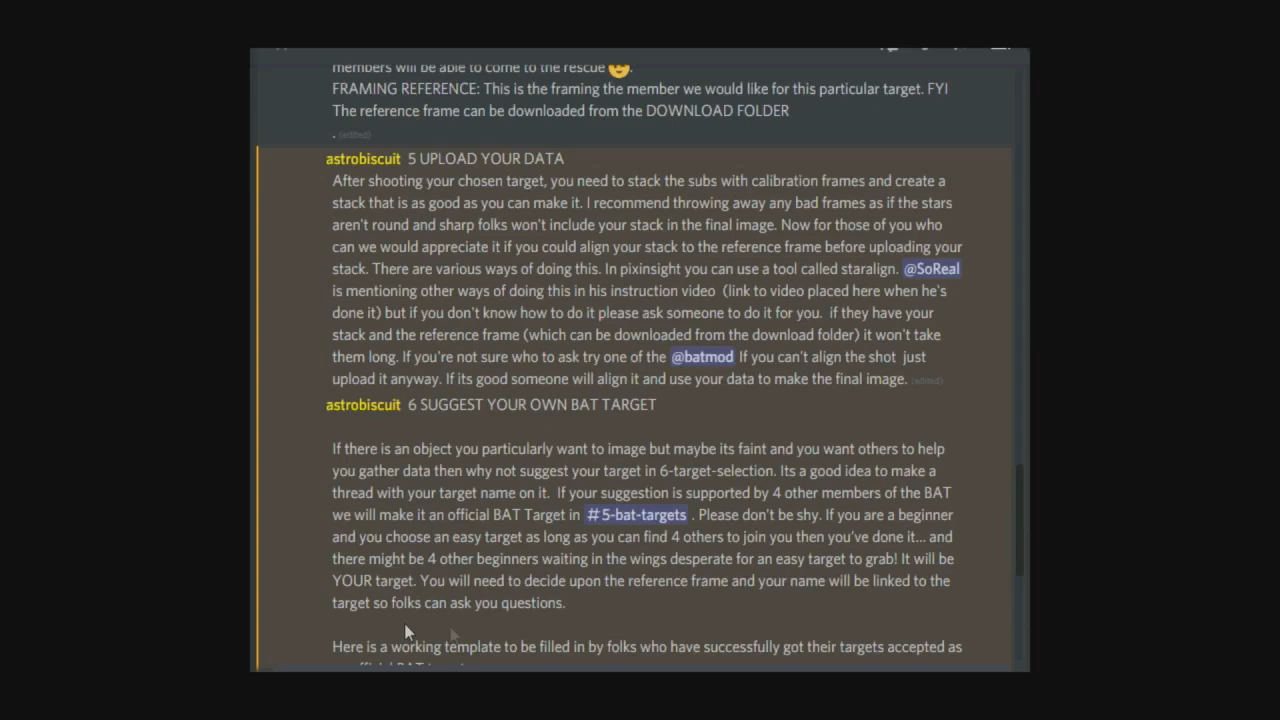 members will be able to come to the rescue 😉.
FRAMING REFERENCE: This is the framing the member we would like for this particular target. FYI
The reference frame can be downloaded from the DOWNLOAD FOLDER
. (edited)
astrobiscuit 5 UPLOAD YOUR DATA
After shooting your chosen target, you need to stack the subs with calibration frames and create a
stack that is as good as you can make it. I recommend throwing away any bad frames as if the stars
aren't round and sharp folks won't include your stack in the final image. Now for those of you who
can we would appreciate it if you could align your stack to the reference frame before uploading your
stack. There are various ways of doing this. In pixinsight you can use a tool called staralign. @SoReal
is mentioning other ways of doing this in his instruction video (link to video placed here when he's
done it) but if you don't know how to do it please ask someone to do it for you. if they have your
stack and the reference frame (which can be downloaded from the download folder) it won't take
them long. If you're not sure who to ask try one of the @batmod If you can't align the shot just
upload it anyway. If its good someone will align it and use your data to make the final image. (edited)
astrobiscuit 6 SUGGEST YOUR OWN BAT TARGET
If there is an object you particularly want to image but maybe its faint and you want others to help
you gather data then why not suggest your target in 6-target-selection. Its a good idea to make a
thread with your target name on it. If your suggestion is supported by 4 other members of the BAT
we will make it an official BAT Target in #5-bat-targets . Please don't be shy. If you are a beginner
and you choose an easy target as long as you can find 4 others to join you then you've done it... and
there might be 4 other beginners waiting in the wings desperate for an easy target to grab! It will be
YOUR target. You will need to decide upon the reference frame and your name will be linked to the
target so folks can ask you questions.
Here is a working template to be filled in by folks who have successfully got their targets accepted as